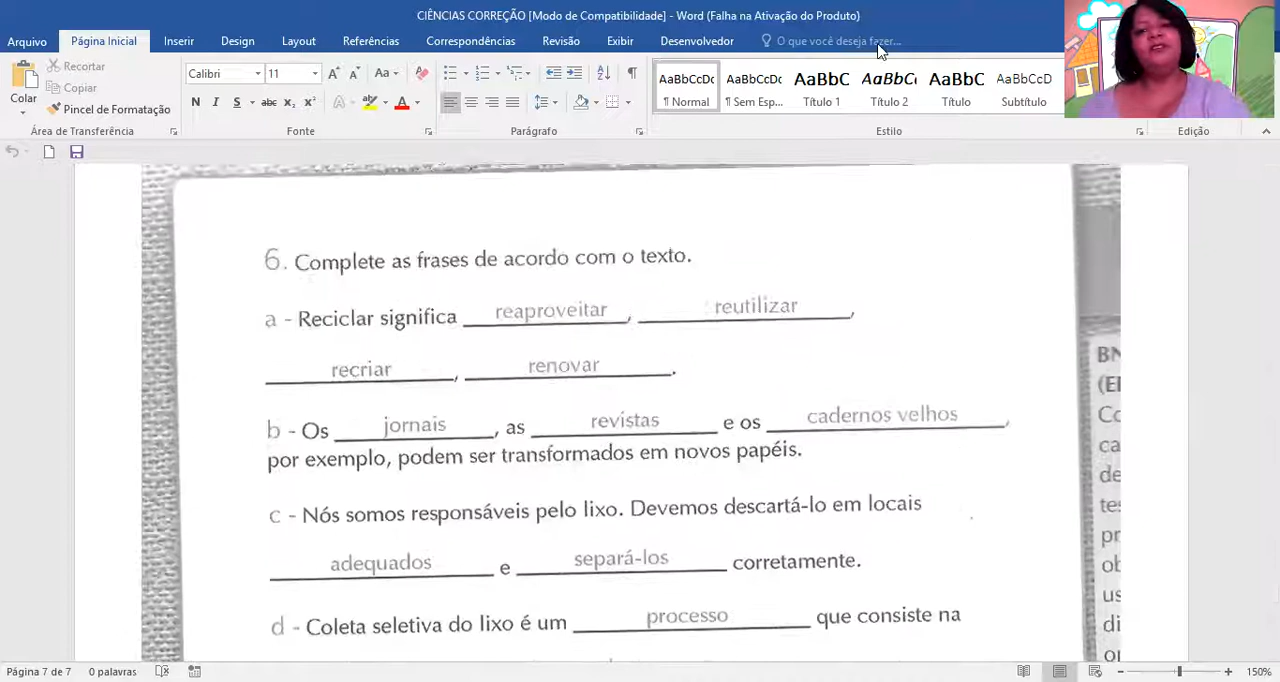 CIÊNCIAS CORREÇÃO [Modo de Compatibilidade] - Word (Falha na Ativação do Produto)
Arquivo Página Inicial Inserir Design Layout Referências Correspondências Revisão Exibir Desenvolvedor O que você deseja fazer...
Colar
Recortar
Copiar
Pincel de Formatação
Calibri 11
AaBbCcDc AaBbCcDc AaBbC AaBbCc AaBbC AaBbCcD
¶ Normal ¶ Sem Esp... Título 1 Título 2 Título Subtítulo
Área de Transferência Fonte Parágrafo Estilo Edição
6. Complete as frases de acordo com o texto.
a - Reciclar significa reaproveitar, reutilizar,
recriar, renovar.
b - Os jornais, as revistas e os cadernos velhos,
por exemplo, podem ser transformados em novos papéis.
c - Nós somos responsáveis pelo lixo. Devemos descartá-lo em locais
adequados e separá-los corretamente.
d - Coleta seletiva do lixo é um processo que consiste na
Página 7 de 7 0 palavras 150%